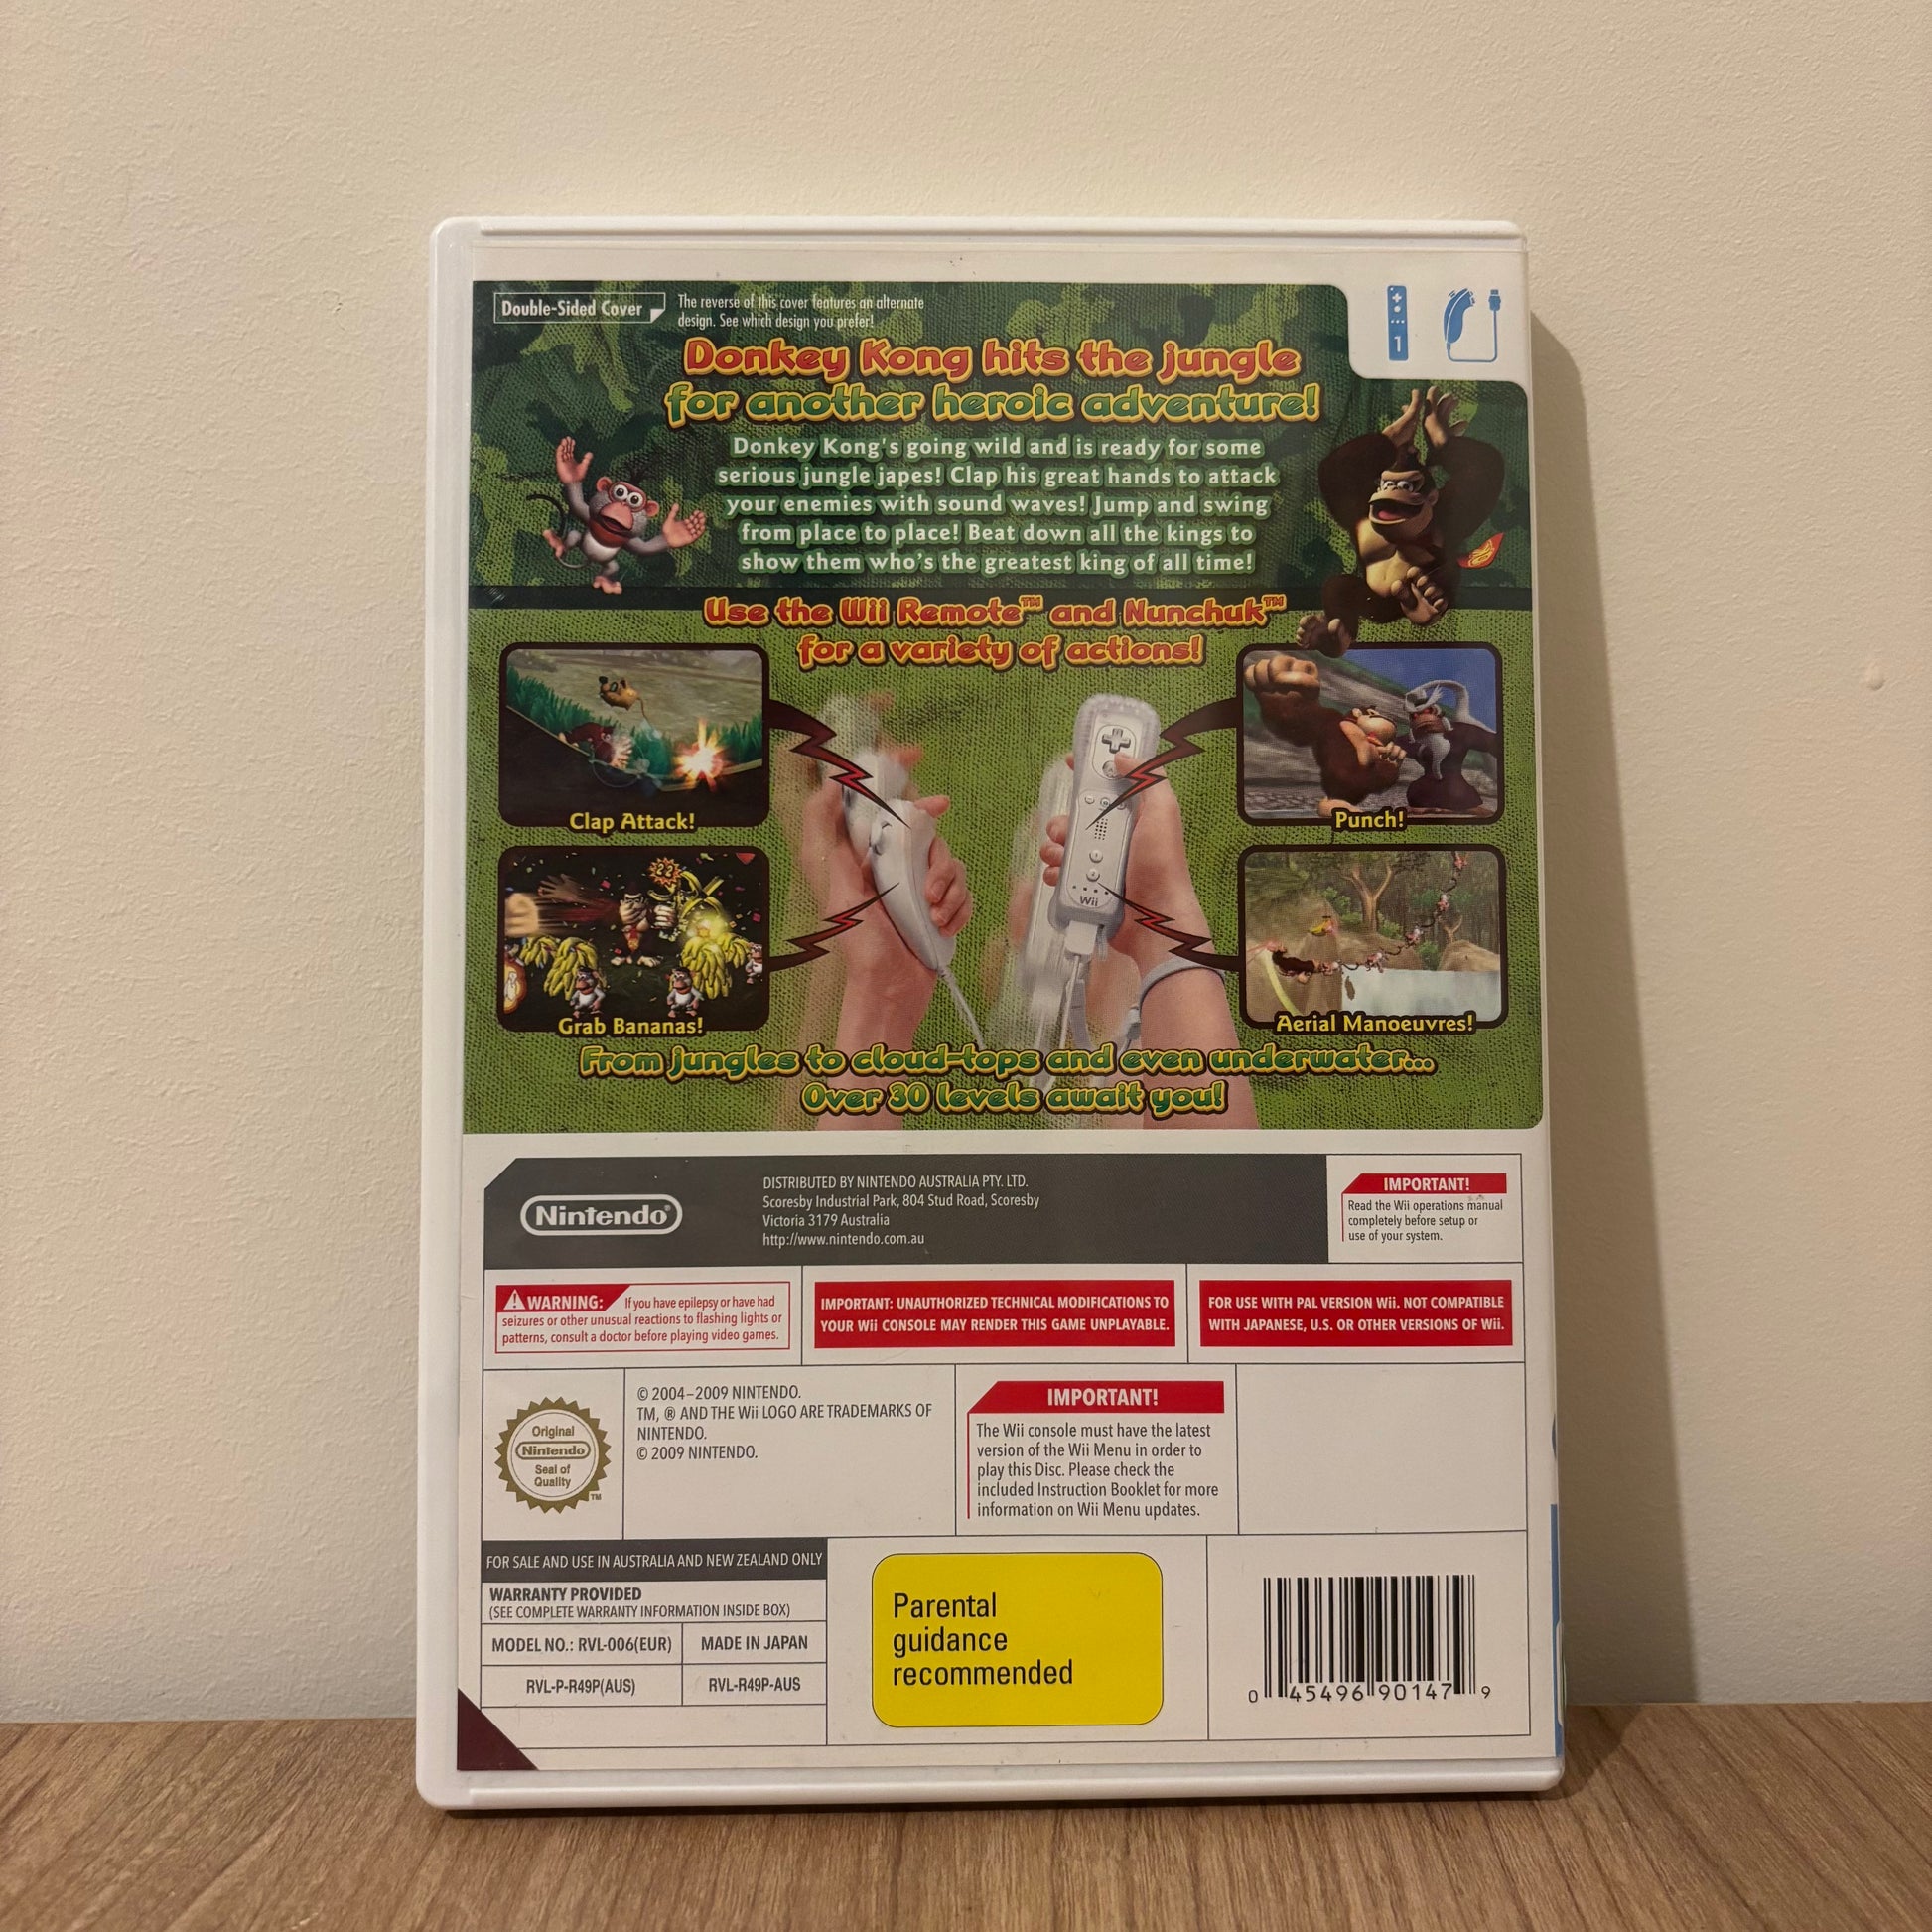 Double-Sided Cover
The reverse of this cover features an alternate
design. See which design you prefer!
1
Donkey Kong hits the jungle
for another heroic adventure!
Donkey Kong's going wild and is ready for some
serious jungle japes! Clap his great hands to attack
your enemies with sound waves! Jump and swing
from place to place! Beat down all the kings to
show them who's the greatest king of all time!
Use the Wii Remote™ and Nunchuk™
for a variety of actions!
Clap Attack!
Punch!
22
Wii
Grab Bananas!
Aerial Manoeuvres!
From jungles to cloud-tops and even underwater...
Over 30 levels await you!
Nintendo®
DISTRIBUTED BY NINTENDO AUSTRALIA PTY. LTD.
Scoresby Industrial Park, 804 Stud Road, Scoresby
Victoria 3179 Australia
http://www.nintendo.com.au
IMPORTANT!
Read the Wii operations manual
completely before setup or
use of your system.
WARNING: If you have epilepsy or have had
seizures or other unusual reactions to flashing lights or
patterns, consult a doctor before playing video games.
IMPORTANT: UNAUTHORIZED TECHNICAL MODIFICATIONS TO
YOUR Wii CONSOLE MAY RENDER THIS GAME UNPLAYABLE.
FOR USE WITH PAL VERSION Wii. NOT COMPATIBLE
WITH JAPANESE, U.S. OR OTHER VERSIONS OF Wii.
Original
Nintendo
Seal of
Quality
TM
© 2004–2009 NINTENDO.
TM, ® AND THE Wii LOGO ARE TRADEMARKS OF
NINTENDO.
© 2009 NINTENDO.
IMPORTANT!
The Wii console must have the latest
version of the Wii Menu in order to
play this Disc. Please check the
included Instruction Booklet for more
information on Wii Menu updates.
FOR SALE AND USE IN AUSTRALIA AND NEW ZEALAND ONLY
WARRANTY PROVIDED
(SEE COMPLETE WARRANTY INFORMATION INSIDE BOX)
MODEL NO.: RVL-006(EUR)
MADE IN JAPAN
RVL-P-R49P(AUS)
RVL-R49P-AUS
Parental
guidance
recommended
0 45496 90147 9